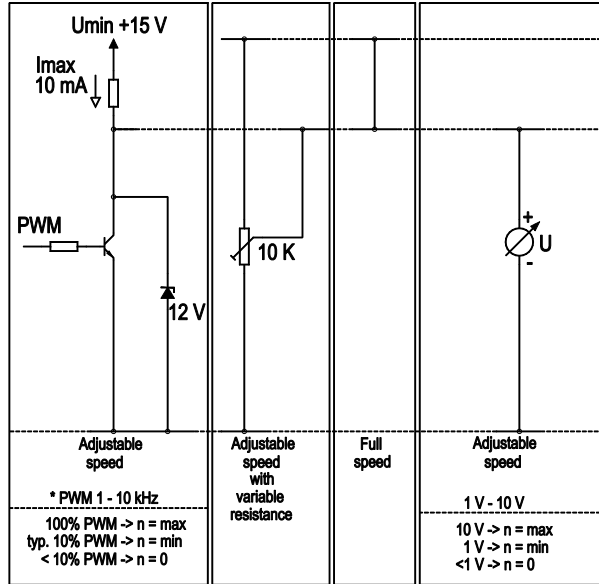 Umin +15 V
Imax
10 mA
PWM
12 V
10 K
+
U
-
Adjustable
speed
* PWM 1 - 10 kHz
100% PWM -> n = max
typ. 10% PWM -> n = min
< 10% PWM -> n = 0
Adjustable
speed
with
variable
resistance
Full
speed
Adjustable
speed
1 V - 10 V
10 V -> n = max
1 V -> n = min
<1 V -> n = 0